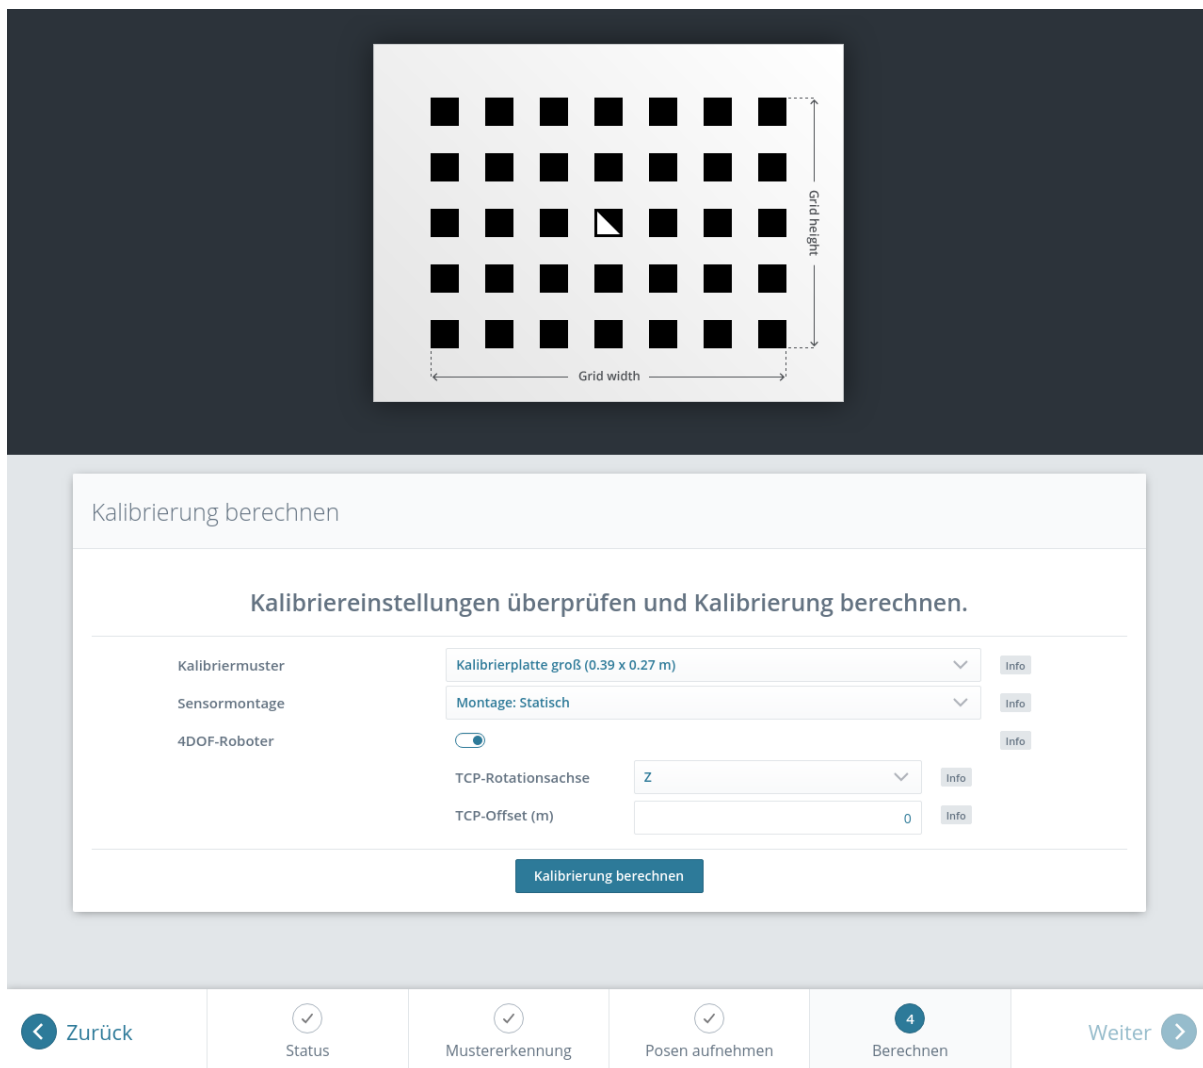 Grid height
Grid width
Kalibrierung berechnen
Kalibriereinstellungen überprüfen und Kalibrierung berechnen.
Kalibriermuster
Kalibrierplatte groß (0.39 x 0.27 m)
Info
Sensormontage
Montage: Statisch
Info
4DOF-Roboter
Info
TCP-Rotationsachse
Z
Info
TCP-Offset (m)
0
Info
Kalibrierung berechnen
Zurück
Status
Mustererkennung
Posen aufnehmen
4
Berechnen
Weiter